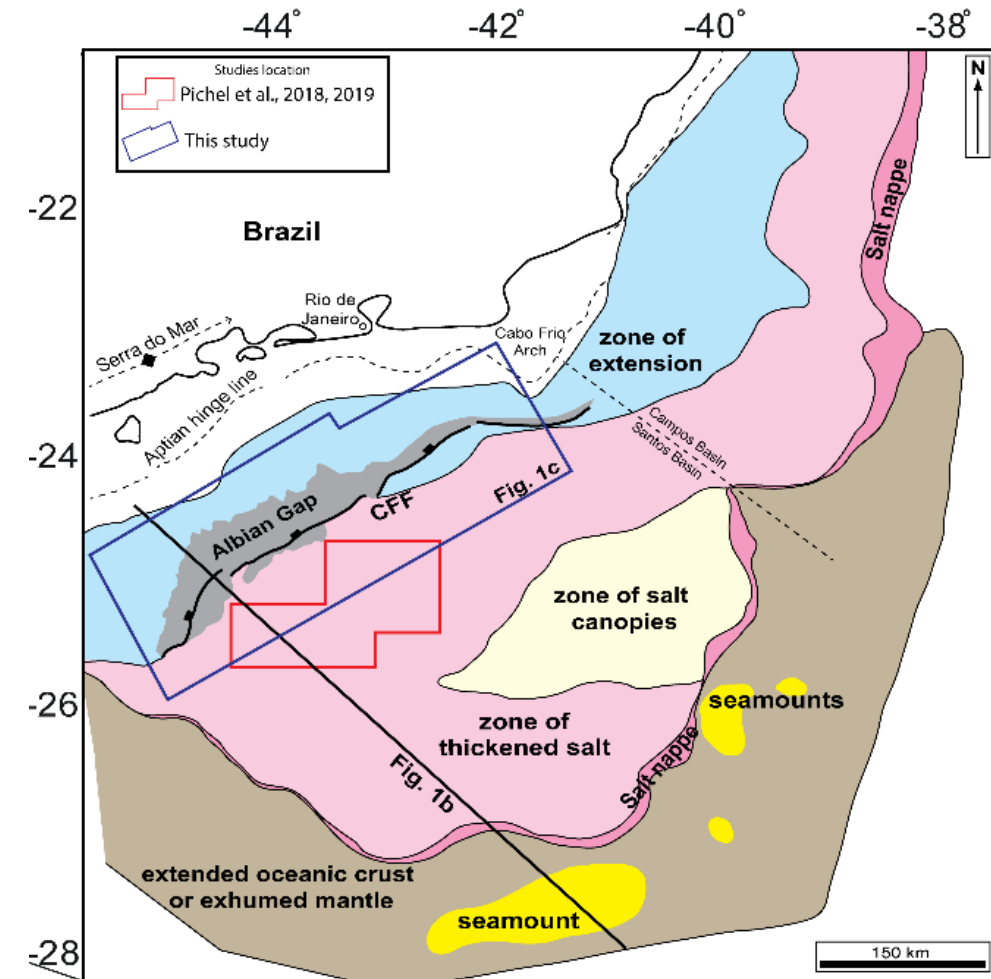 -44°
-42°
-40°
-38°
Studies location
Pichel et al., 2018, 2019
This study
N
-22
Brazil
Salt nappe
Rio de
Janeiro
Serra do Mar
Cabo Frio
Arch
zone of
extension
Aptian hinge line
-24
Campos Basin
Santos Basin
Fig. 1c
CFF
Albian Gap
zone of salt
canopies
-26
seamounts
zone of
thickened salt
Salt nappe
Fig. 1b
extended oceanic crust
or exhumed mantle
seamount
-28
150 km